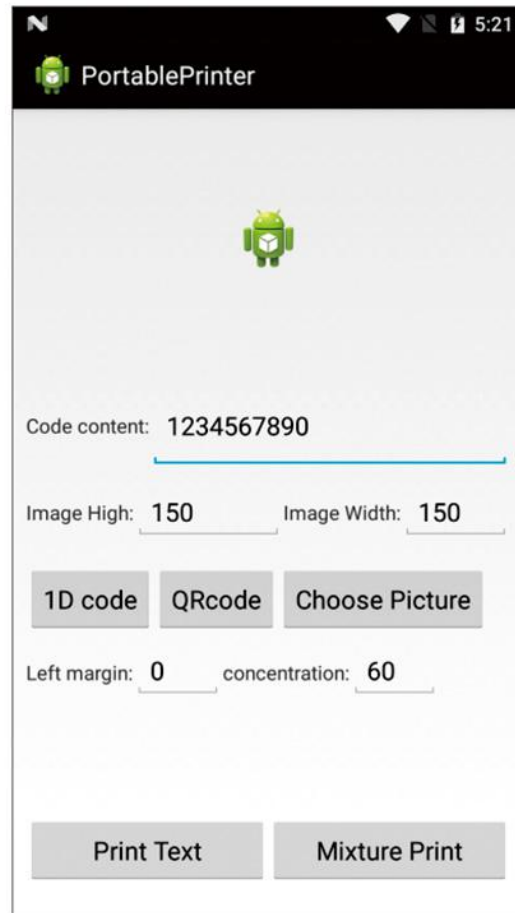 5:21
PortablePrinter
Code content: 1234567890
Image High: 150 Image Width: 150
1D code QRcode Choose Picture
Left margin: 0 concentration: 60
Print Text Mixture Print